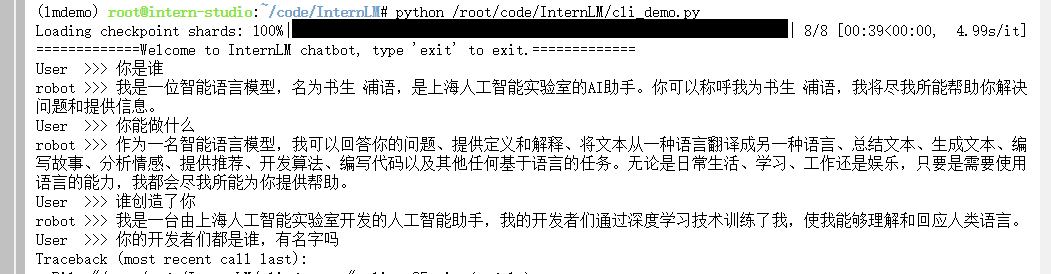 (lmdemo) root@intern-studio:~/code/InternLM# python /root/code/InternLM/cli_demo.py
Loading checkpoint shards: 100%| | 8/8 [00:39<00:00, 4.99s/it]
=============Welcome to InternLM chatbot, type 'exit' to exit.=============
User >>> 你是谁
robot >>> 我是一位智能语言模型，名为书生·浦语，是上海人工智能实验室的AI助手。你可以称呼我为书生·浦语，我将尽我所能帮助你解决
问题和提供信息。
User >>> 你能做什么
robot >>> 作为一名智能语言模型，我可以回答你的问题、提供定义和解释、将文本从一种语言翻译成另一种语言、总结文本、生成文本、编
写故事、分析情感、提供推荐、开发算法、编写代码以及其他任何基于语言的任务。无论是日常生活、学习、工作还是娱乐，只要是需要使用
语言的能力，我都会尽我所能为你提供帮助。
User >>> 谁创造了你
robot >>> 我是一台由上海人工智能实验室开发的人工智能助手，我的开发者们通过深度学习技术训练了我，使我能够理解和回应人类语言。
User >>> 你的开发者们都是谁，有名字吗
Traceback (most recent call last):